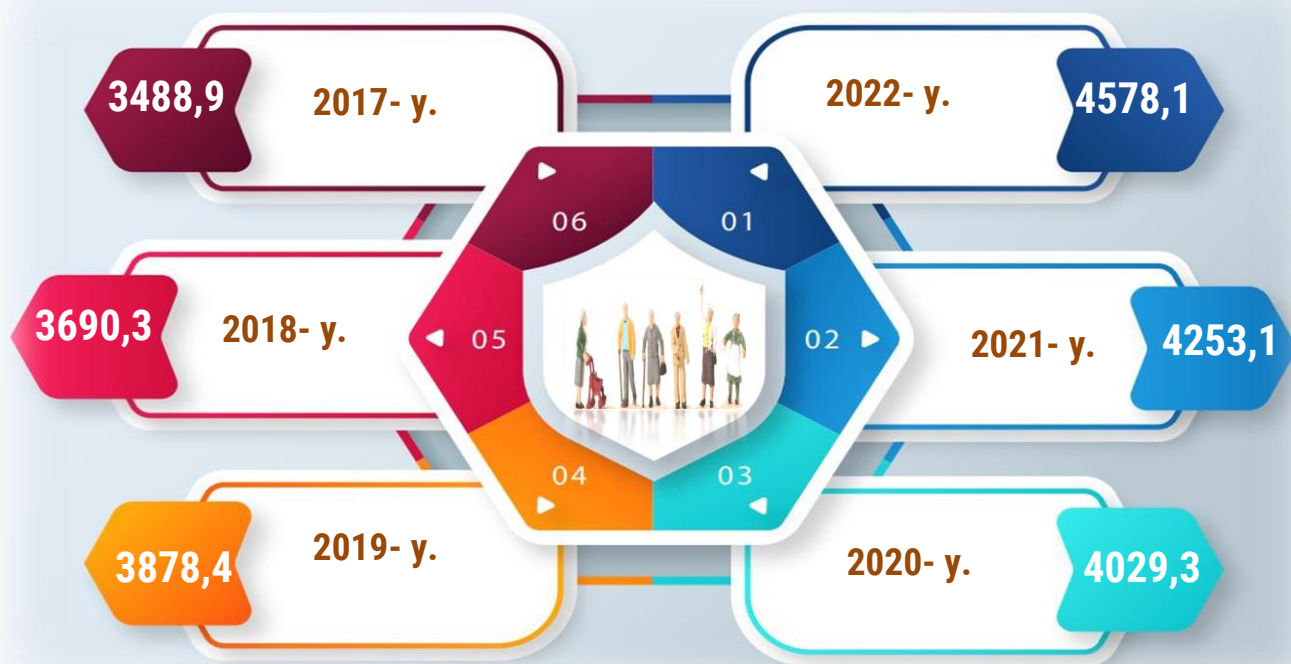 3488,9
2017- y.
2022- y.
4578,1
06
01
3690,3
2018- y.
05
02
2021- y.
4253,1
04
03
3878,4
2019- y.
2020- y.
4029,3